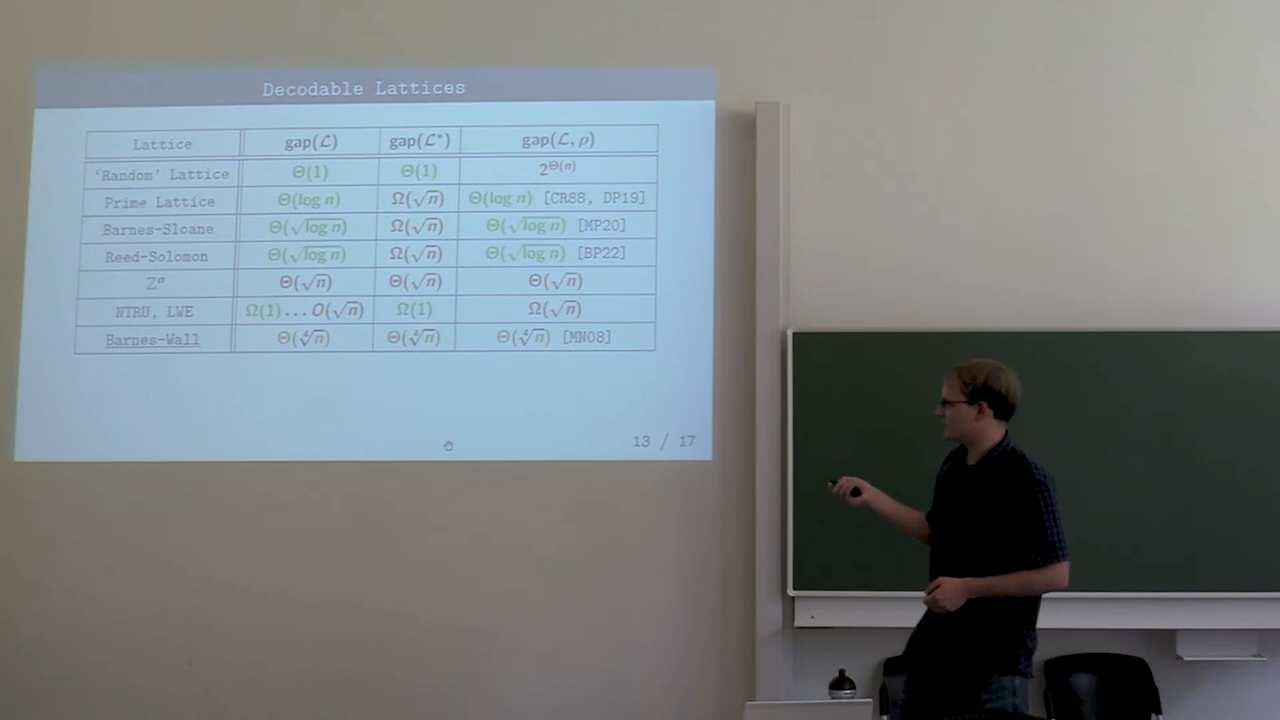 Decodable Lattices
Lattice gap(ℒ) gap(ℒ*) gap(ℒ, ρ)
'Random' Lattice Θ(1) Θ(1) 2^Θ(n)
Prime Lattice Θ(log n) Ω(√n) Θ(log n) [CR88, DP19]
Barnes-Sloane Θ(√log n) Ω(√n) Θ(√log n) [MP20]
Reed-Solomon Θ(√log n) Ω(√n) Θ(√log n) [BP22]
ℤⁿ Θ(√n) Θ(√n) Θ(√n)
NTRU, LWE Ω(1)...O(√n) Ω(1) Ω(√n)
Barnes-Wall Θ(∜n) Θ(∜n) Θ(∜n) [MN08]
13 / 17